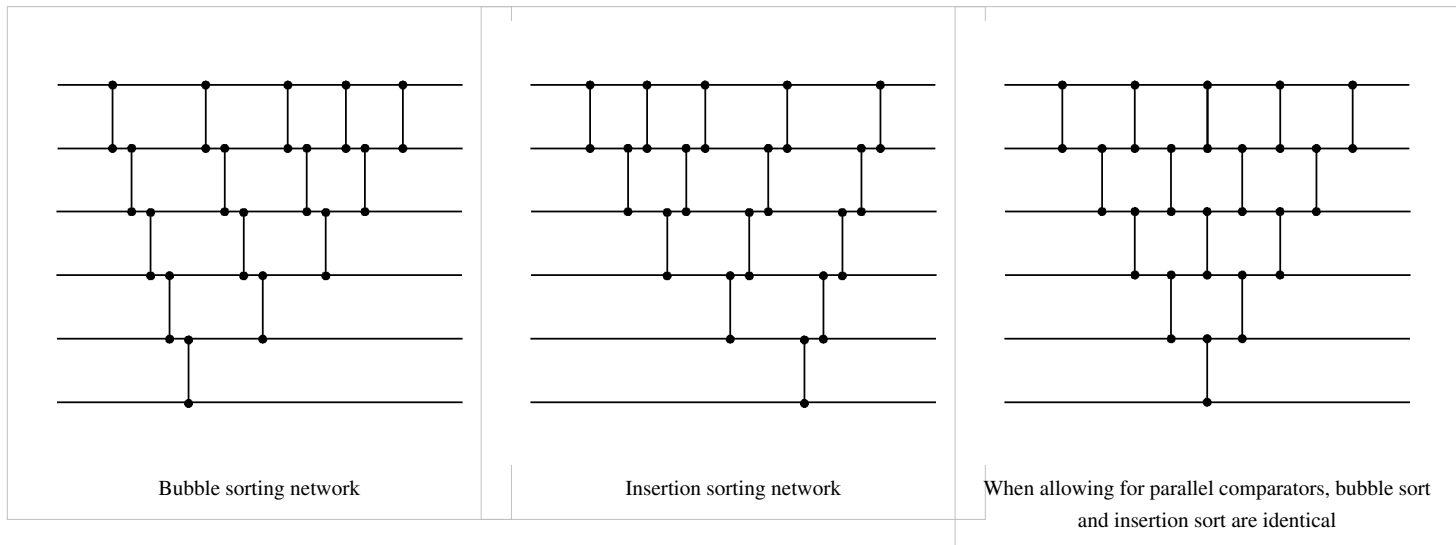 Bubble sorting network
Insertion sorting network
When allowing for parallel comparators, bubble sort
and insertion sort are identical